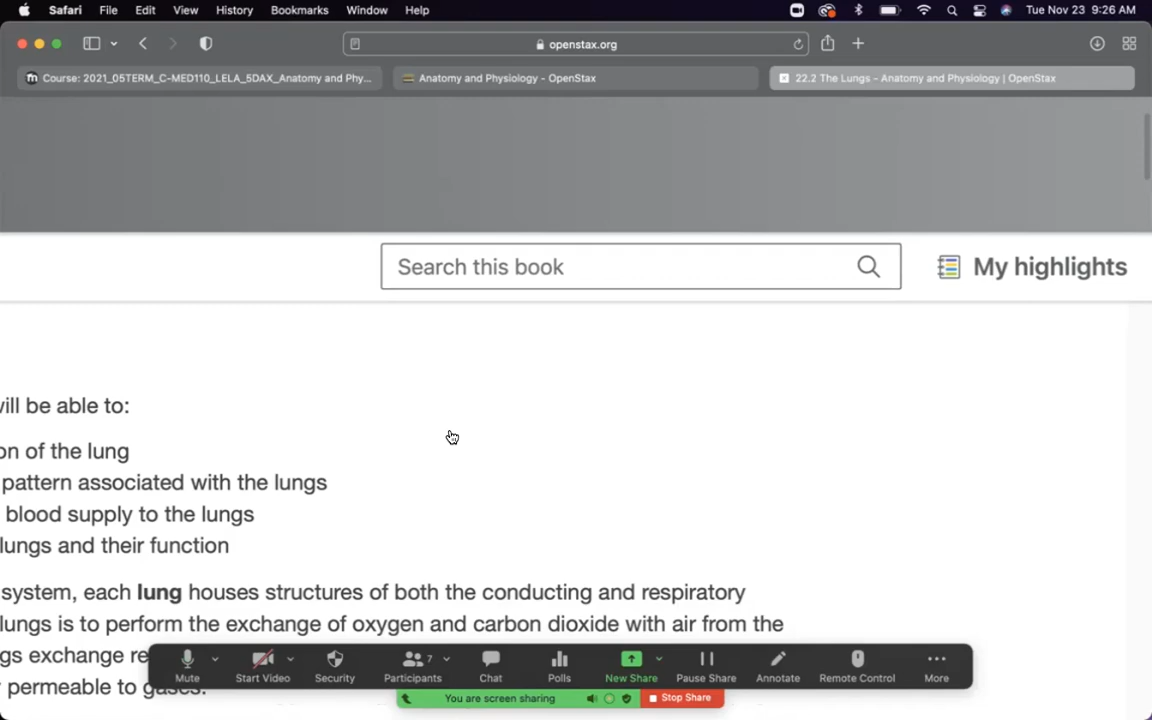 Safari File Edit View History Bookmarks Window Help Tue Nov 23 9:26 AM
openstax.org
Course: 2021_05TERM_C-MED110_LELA_5DAX_Anatomy and Phy... Anatomy and Physiology - OpenStax 22.2 The Lungs - Anatomy and Physiology | OpenStax
Search this book My highlights
will be able to:
on of the lung
pattern associated with the lungs
blood supply to the lungs
lungs and their function
system, each lung houses structures of both the conducting and respiratory
lungs is to perform the exchange of oxygen and carbon dioxide with air from the
gs exchange re
permeable to gases.
7
Mute Start Video Security Participants Chat Polls New Share Pause Share Annotate Remote Control More
You are screen sharing Stop Share